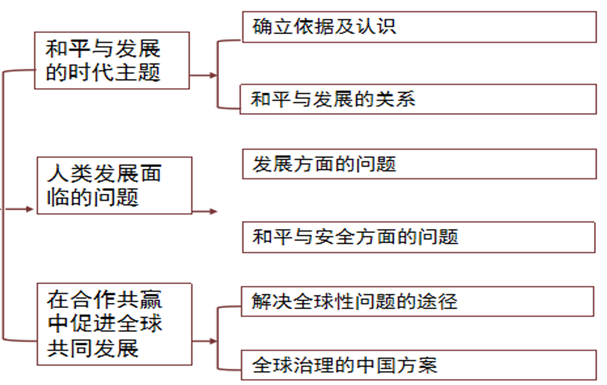 和平与发展
的时代主题
确立依据及认识
和平与发展的关系
人类发展面
临的问题
发展方面的问题
和平与安全方面的问题
在合作共赢
中促进全球
共同发展
解决全球性问题的途径
全球治理的中国方案